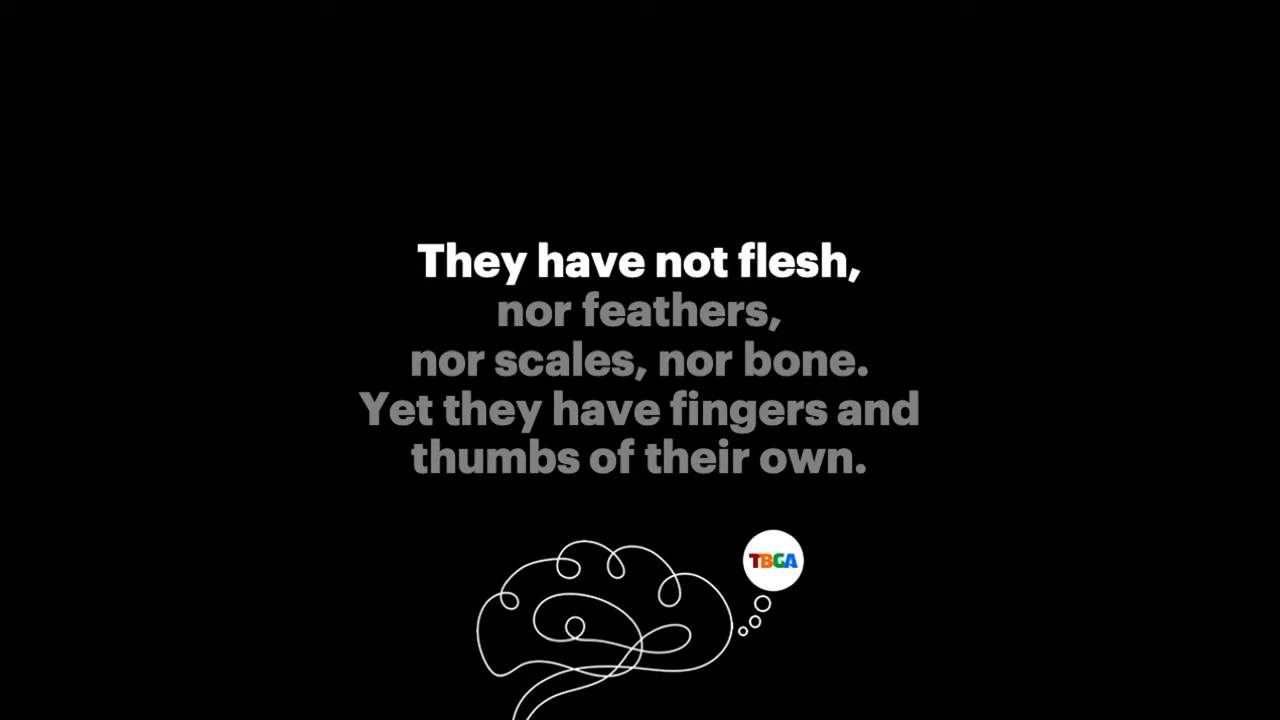 They have not flesh,
nor feathers,
nor scales, nor bone.
Yet they have fingers and
thumbs of their own.
TBGA